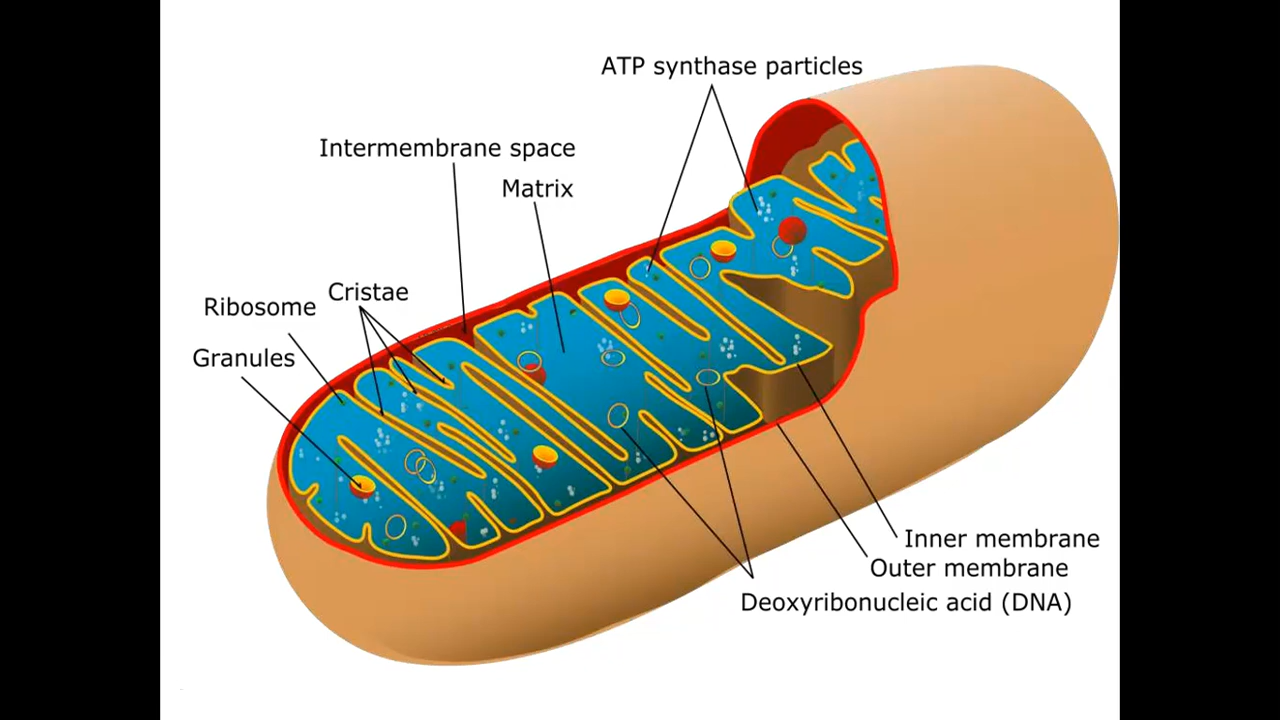 ATP synthase particles
Intermembrane space
Matrix
Cristae
Ribosome
Granules
Inner membrane
Outer membrane
Deoxyribonucleic acid (DNA)